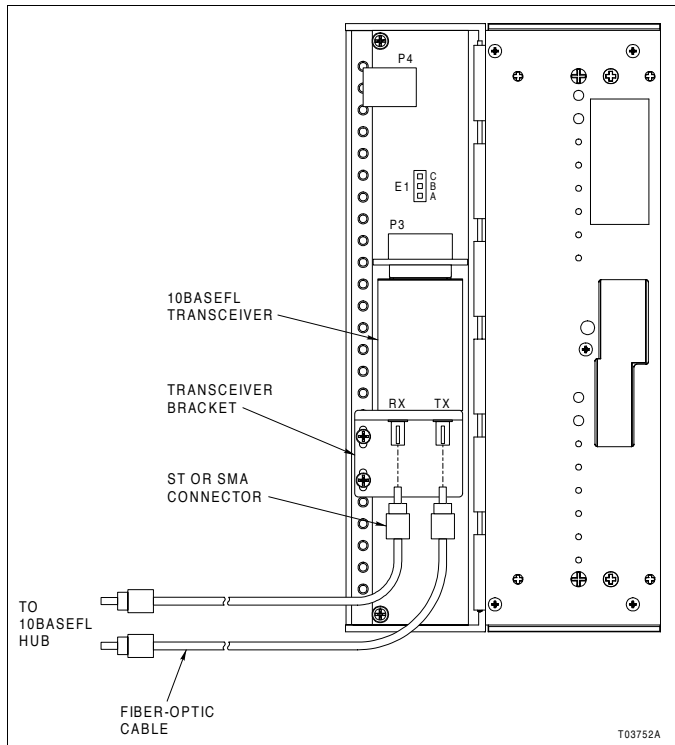 P4
E1
C
B
A
P3
10BASEFL
TRANSCEIVER
TRANSCEIVER
BRACKET
RX
TX
ST OR SMA
CONNECTOR
TO
10BASEFL
HUB
FIBER-OPTIC
CABLE
T03752A